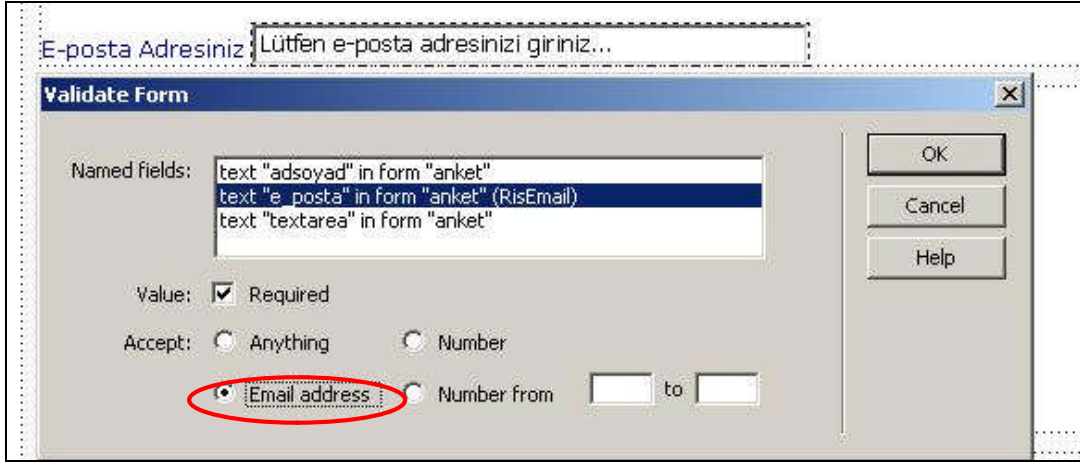 E-posta Adresiniz Lütfen e-posta adresinizi giriniz...
Validate Form
Named fields:
text "adsoyad" in form "anket"
text "e_posta" in form "anket" (RisEmail)
text "textarea" in form "anket"
OK
Cancel
Help
Value: Required
Accept: Anything Number
Email address Number from to